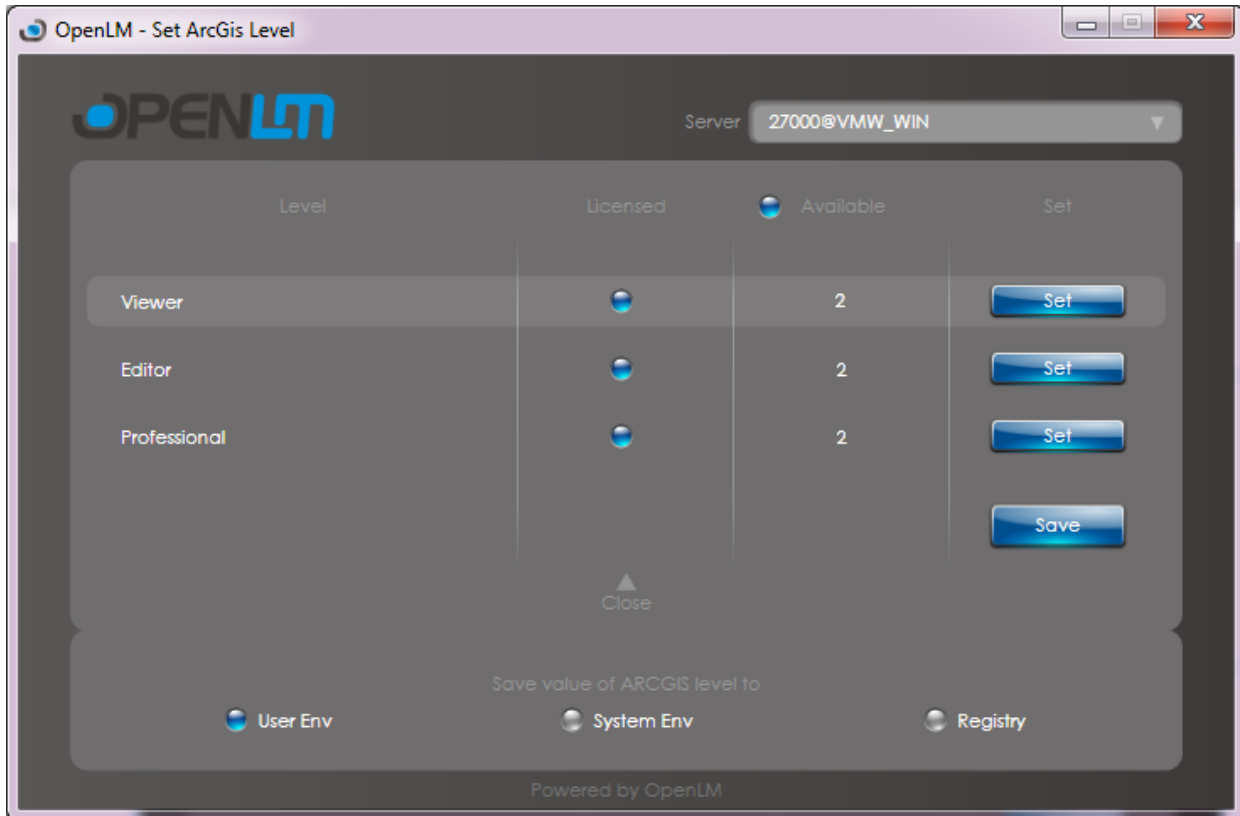 OpenLM - Set ArcGis Level
OPENLM
Server 27000@VMW_WIN
Level Licensed Available Set
Viewer 2 Set
Editor 2 Set
Professional 2 Set
Save
Close
Save value of ARCGIS level to
User Env System Env Registry
Powered by OpenLM